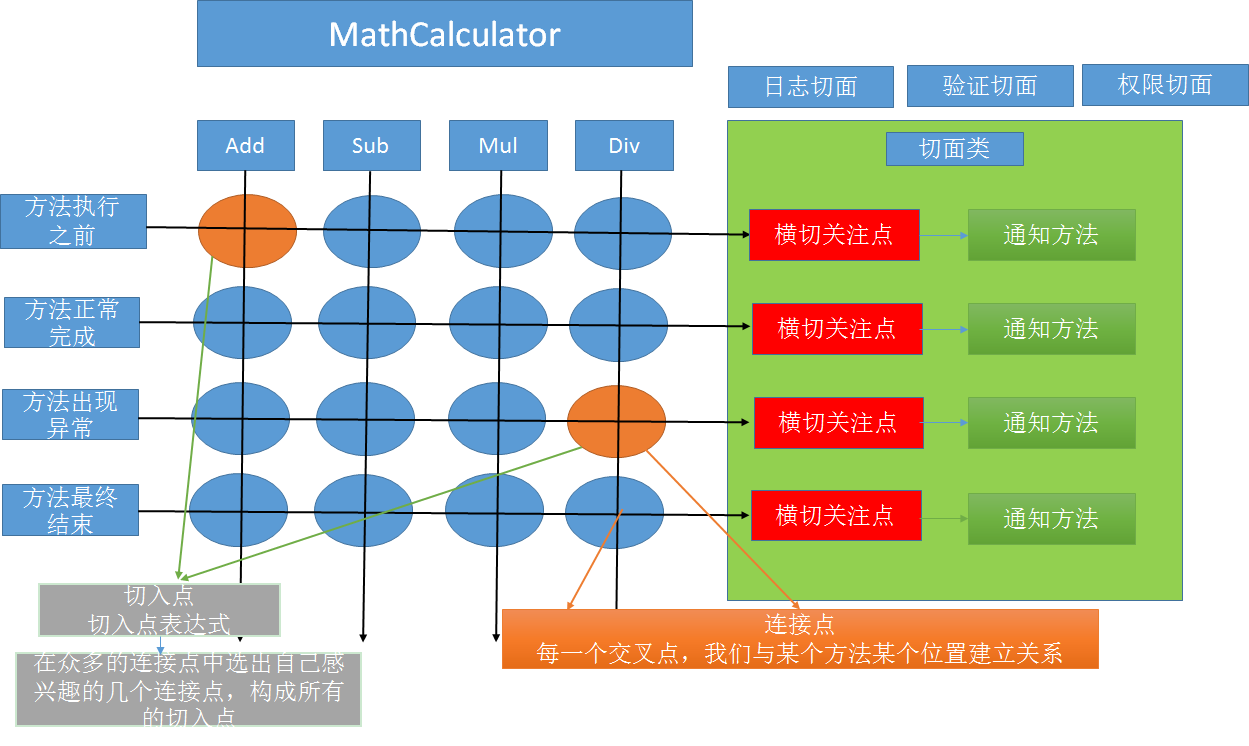 MathCalculator
日志切面
验证切面
权限切面
Add
Sub
Mul
Div
切面类
方法执行
之前
横切关注点
通知方法
方法正常
完成
横切关注点
通知方法
方法出现
异常
横切关注点
通知方法
方法最终
结束
横切关注点
通知方法
切入点
切入点表达式
连接点
每一个交叉点，我们与某个方法某个位置建立关系
在众多的连接点中选出自己感
兴趣的几个连接点，构成所有
的切入点